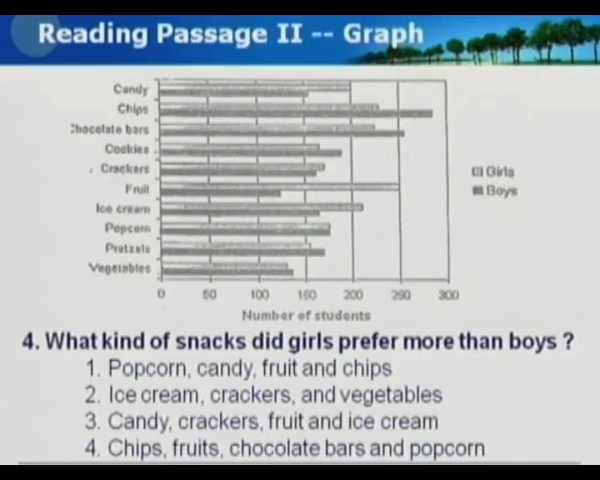 Reading Passage II -- Graph
Candy
Chips
Chocolate bars
Cookies
Crackers
Fruit
Ice cream
Popcorn
Pretzels
Vegetables
Girls
Boys
0 50 100 150 200 250 300
Number of students
4. What kind of snacks did girls prefer more than boys ?
1. Popcorn, candy, fruit and chips
2. Ice cream, crackers, and vegetables
3. Candy, crackers, fruit and ice cream
4. Chips, fruits, chocolate bars and popcorn